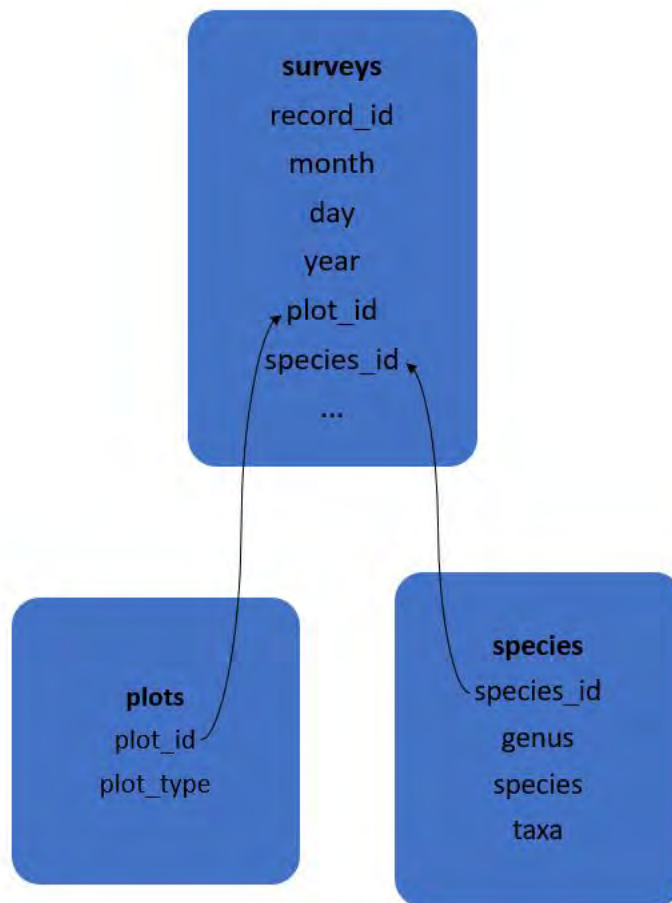 surveys
record_id
month
day
year
plot_id
species_id
...
plots
plot_id
plot_type
species
species_id
genus
species
taxa